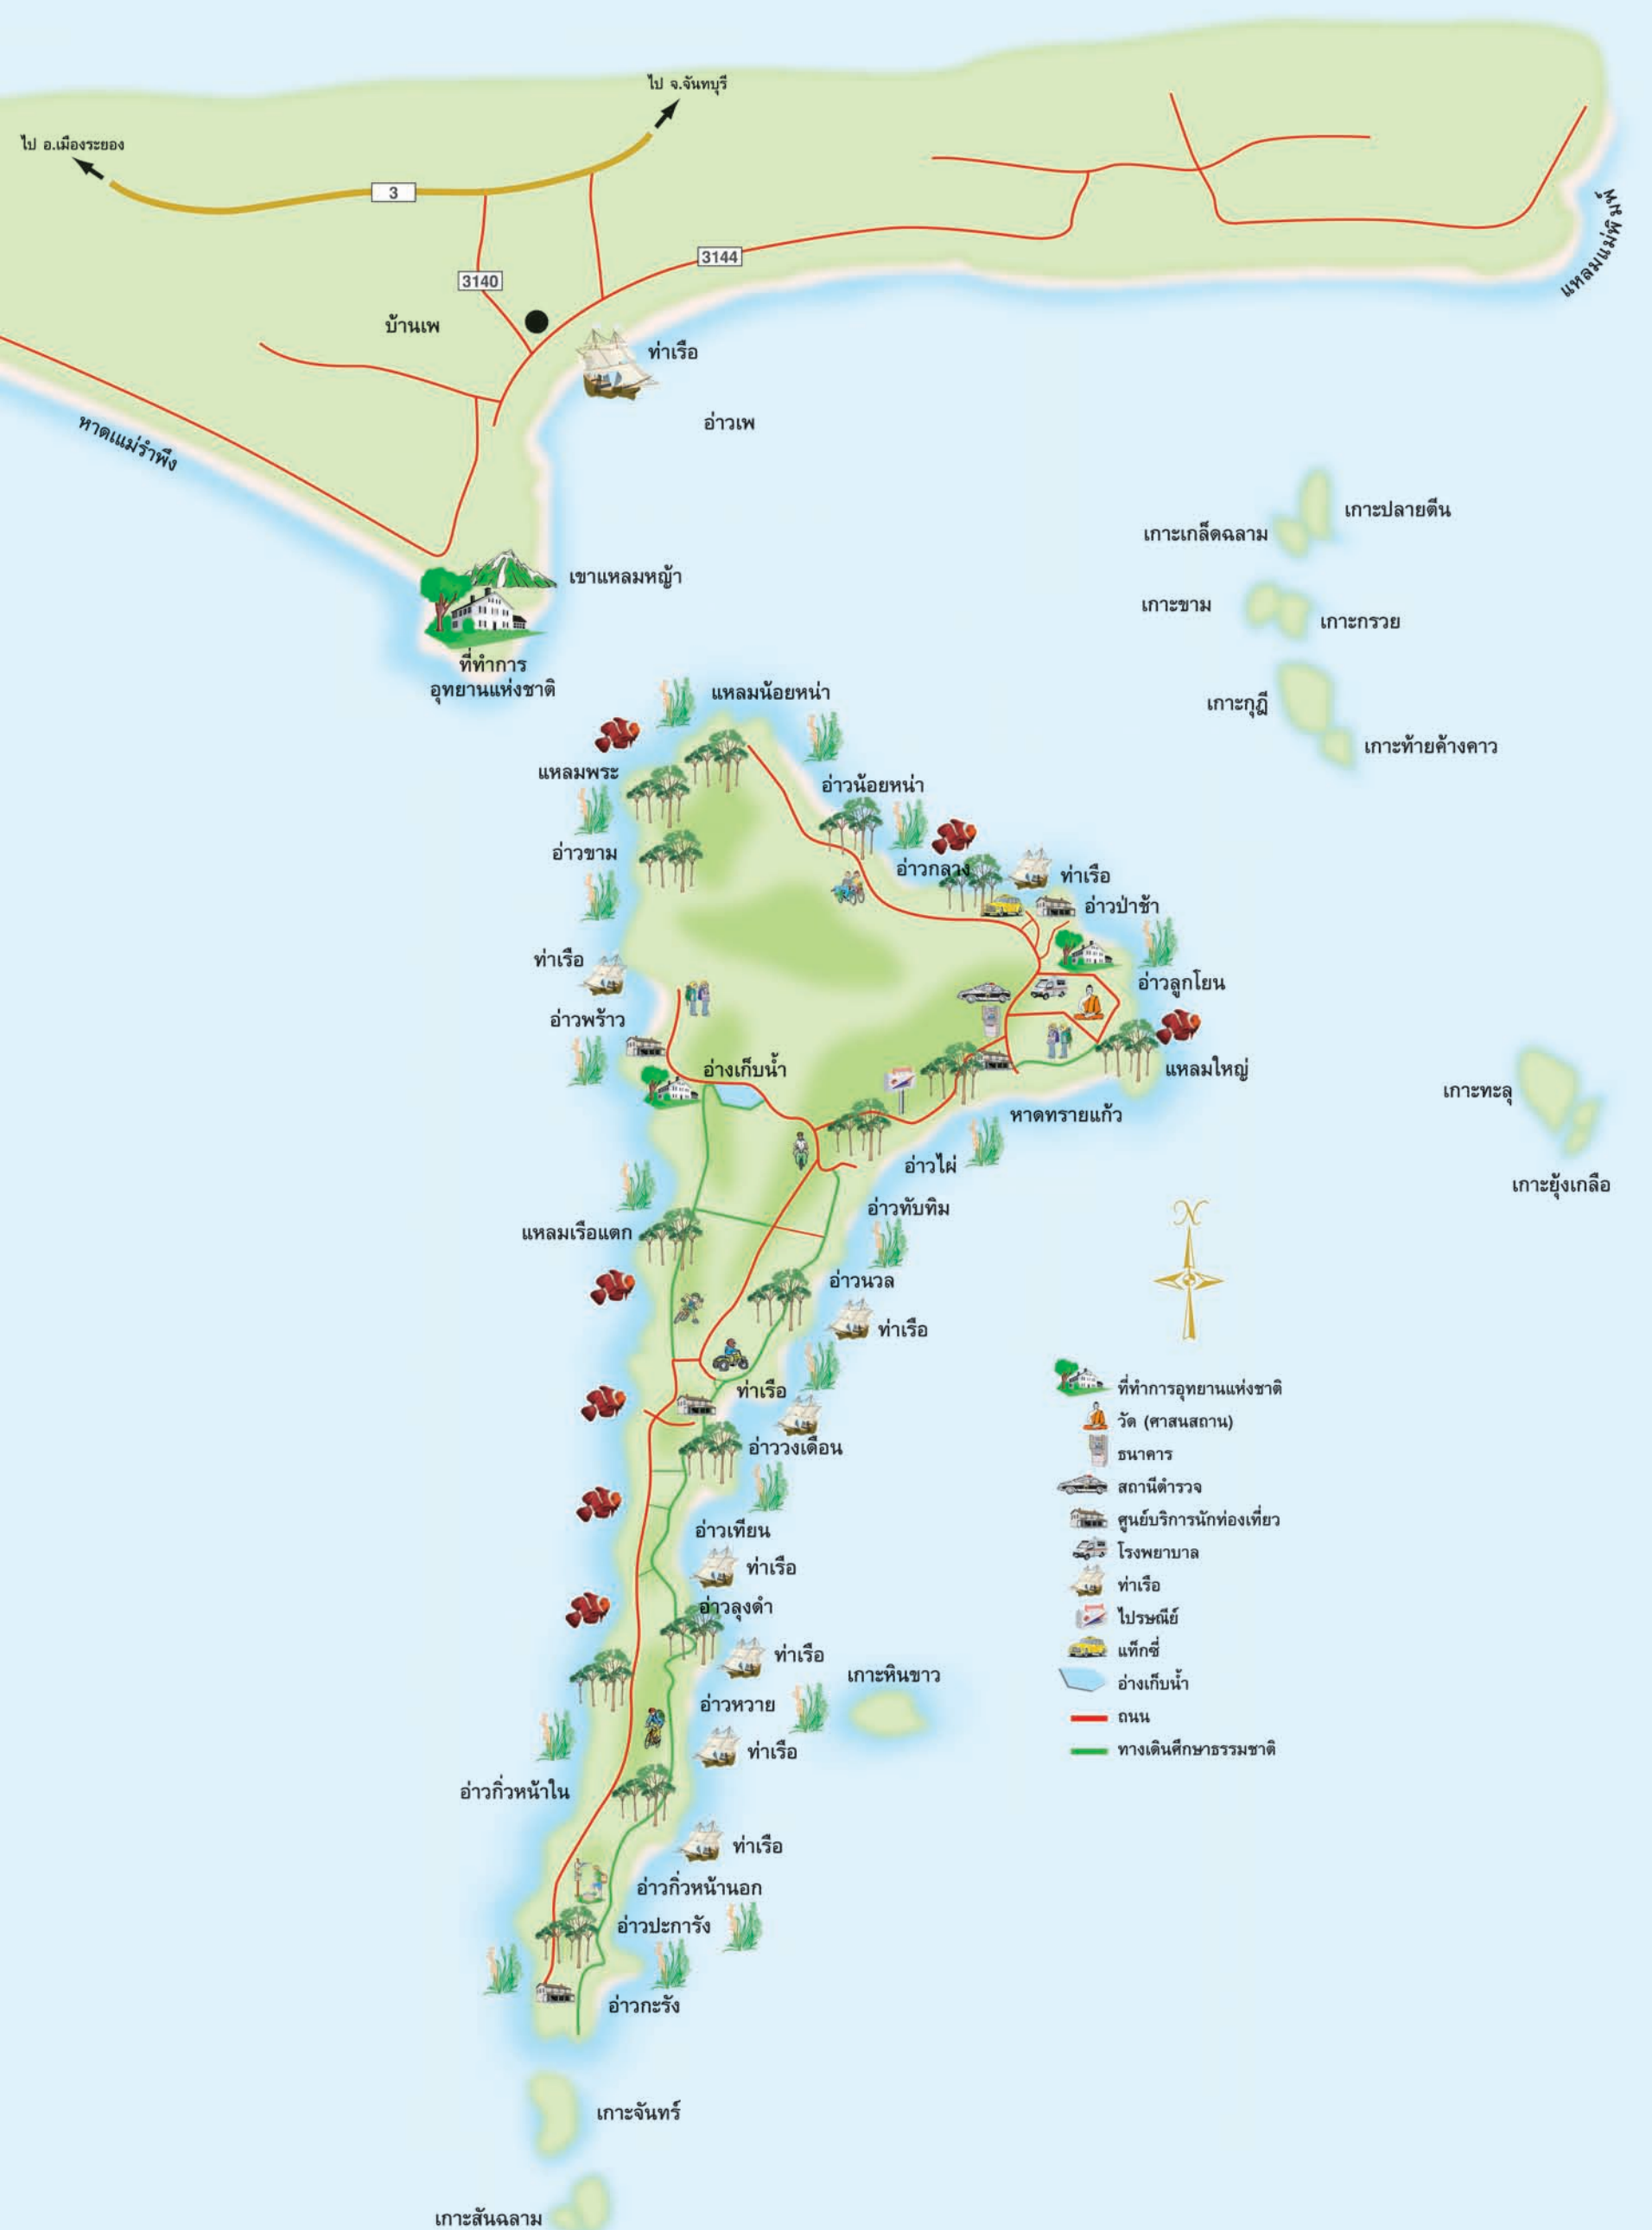 ไป จ.จันทบุรี
ไป อ.เมืองระยอง
3
แหลมแม่พิมพ์
3144
3140
บ้านเพ
ท่าเรือ
อ่าวเพ
หาดแม่รำพึง
เกาะปลายตีน
เกาะเกล็ดฉลาม
เขาแหลมหญ้า
เกาะขาม
เกาะกรวย
ที่ทำการ
อุทยานแห่งชาติ
แหลมน้อยหน่า
เกาะกุฎี
เกาะท้ายค้างคาว
แหลมพระ
อ่าวน้อยหน่า
อ่าวขาม
อ่าวกลาง
ท่าเรือ
อ่าวป่าช้า
ท่าเรือ
อ่าวลูกโยน
อ่าวพร้าว
อ่างเก็บน้ำ
แหลมใหญ่
เกาะทะลุ
หาดทรายแก้ว
อ่าวไผ่
เกาะยุ้งเกลือ
อ่าวทับทิม
แหลมเรือแตก
N
อ่าวนวล
ท่าเรือ
ท่าเรือ
อ่าววงเดือน
อ่าวเทียน
ท่าเรือ
อ่าวลุงดำ
ท่าเรือ
เกาะหินขาว
อ่าวหวาย
ท่าเรือ
อ่าวกิ่วหน้าใน
ท่าเรือ
อ่าวกิ่วหน้านอก
อ่าวปะการัง
อ่าวกะรัง
เกาะจันทร์
เกาะสันฉลาม
ที่ทำการอุทยานแห่งชาติ
วัด (ศาสนสถาน)
ธนาคาร
สถานีตำรวจ
ศูนย์บริการนักท่องเที่ยว
โรงพยาบาล
ท่าเรือ
ไปรษณีย์
แท็กซี่
อ่างเก็บน้ำ
ถนน
ทางเดินศึกษาธรรมชาติ